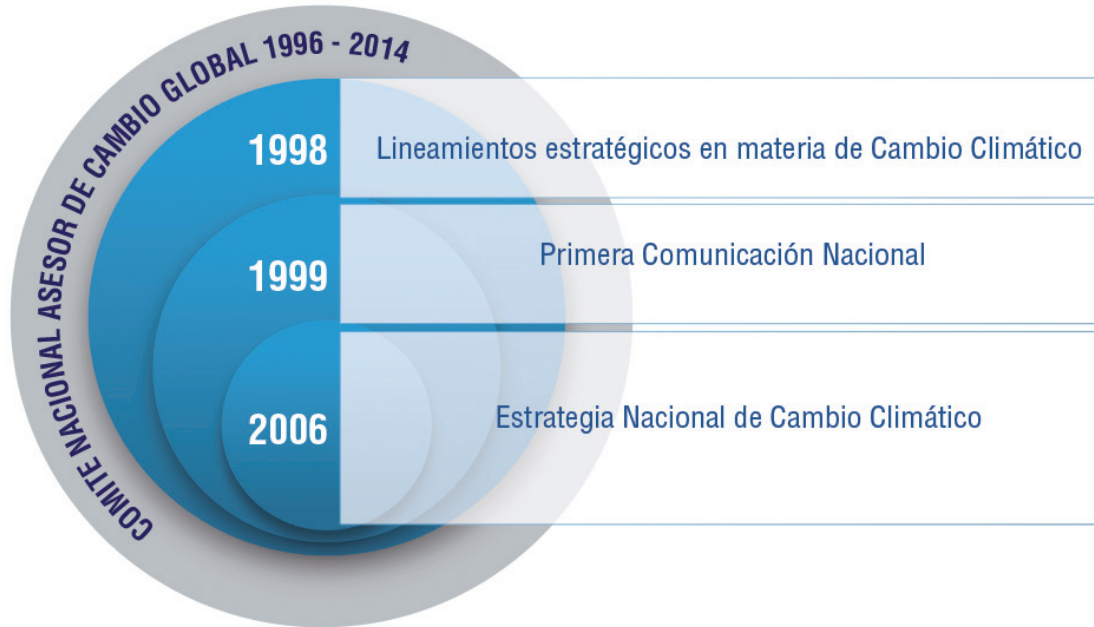 COMITE NACIONAL ASESOR DE CAMBIO GLOBAL 1996 - 2014
1998
Lineamientos estratégicos en materia de Cambio Climático
1999
Primera Comunicación Nacional
2006
Estrategia Nacional de Cambio Climático